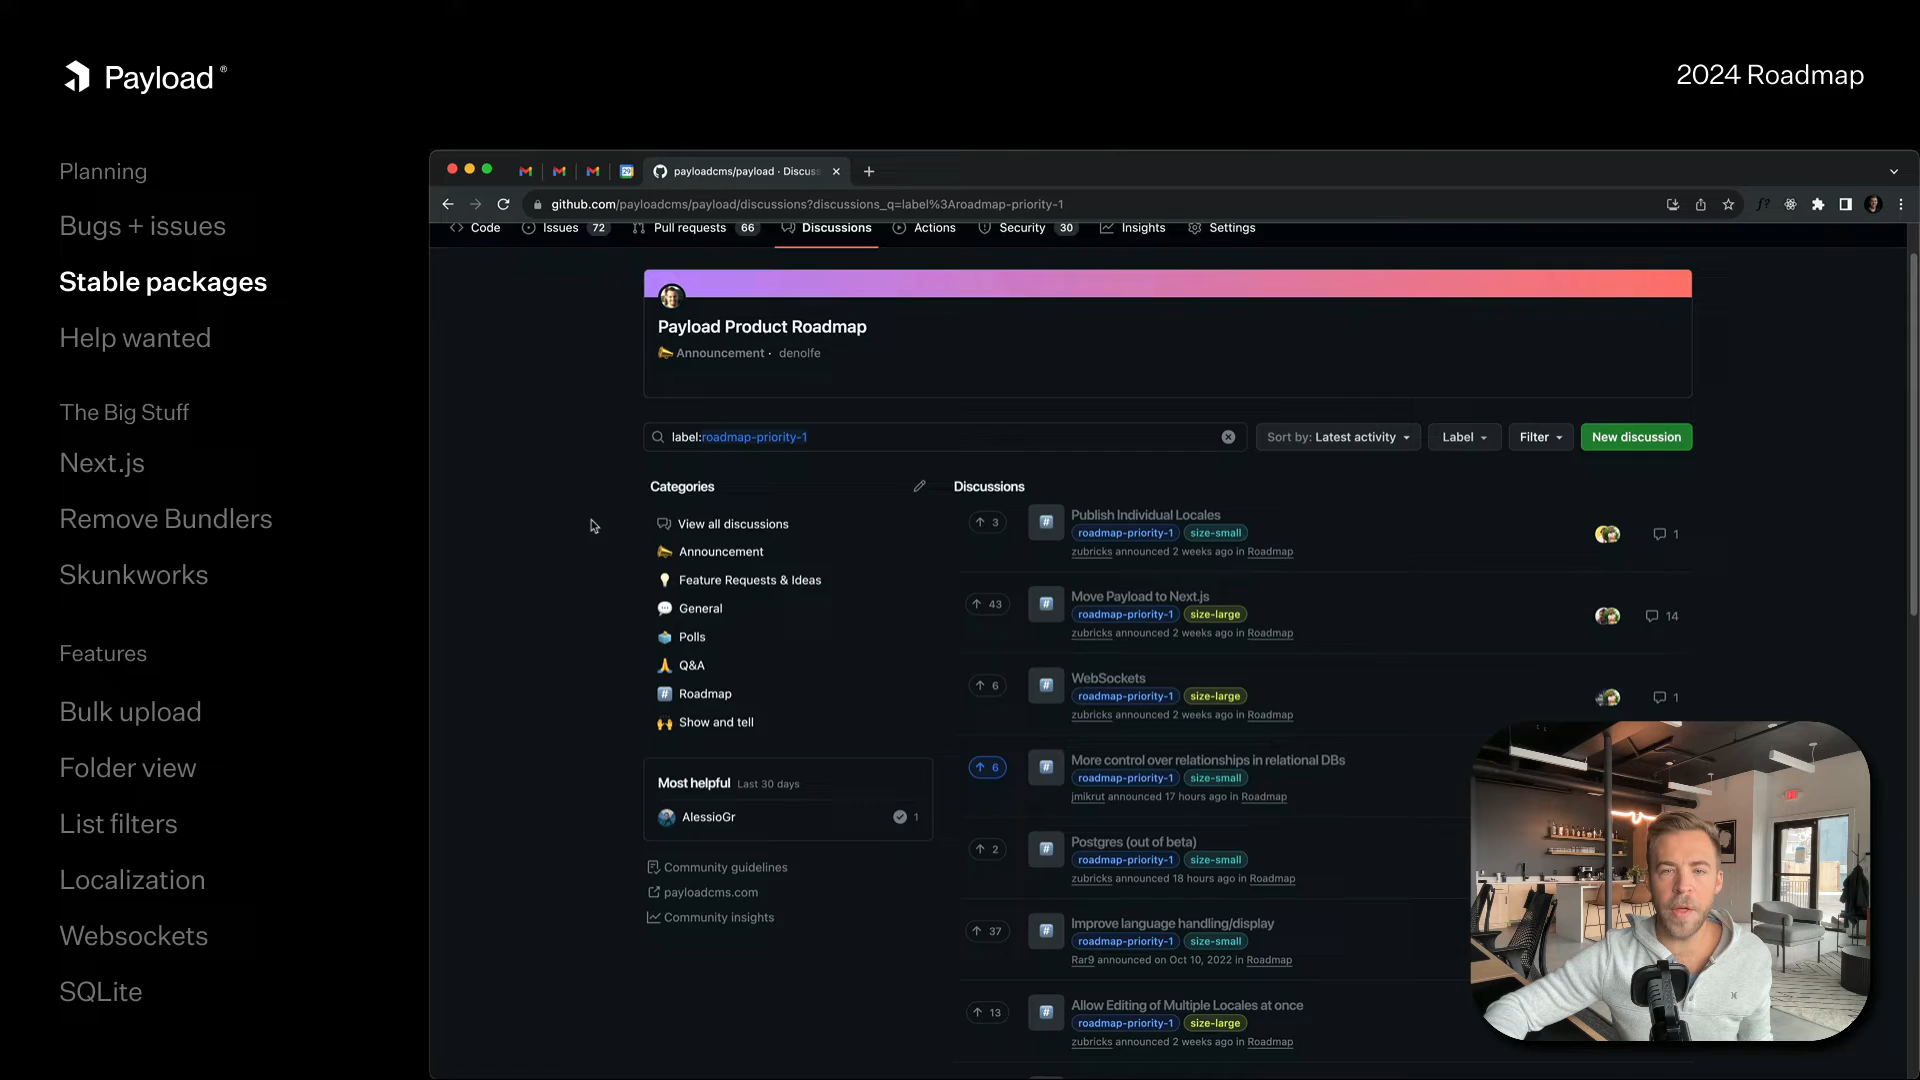 Payload ®
2024 Roadmap
Planning
Bugs + issues
Stable packages
Help wanted
The Big Stuff
Next.js
Remove Bundlers
Skunkworks
Features
Bulk upload
Folder view
List filters
Localization
Websockets
SQLite
29
payloadcms/payload · Discuss
github.com/payloadcms/payload/discussions?discussions_q=label%3Aroadmap-priority-1
f?
Code
Issues 72
Pull requests 66
Discussions
Actions
Security 30
Insights
Settings
Payload Product Roadmap
Announcement · denolfe
label:roadmap-priority-1
Sort by: Latest activity
Label
Filter
New discussion
Categories
View all discussions
Announcement
Feature Requests & Ideas
General
Polls
Q&A
Roadmap
Show and tell
Most helpful Last 30 days
AlessioGr 1
Community guidelines
payloadcms.com
Community insights
Discussions
3
#
Publish Individual Locales
roadmap-priority-1 size-small
zubricks announced 2 weeks ago in Roadmap
1
43
#
Move Payload to Next.js
roadmap-priority-1 size-large
zubricks announced 2 weeks ago in Roadmap
14
6
#
WebSockets
roadmap-priority-1 size-large
zubricks announced 2 weeks ago in Roadmap
1
6
#
More control over relationships in relational DBs
roadmap-priority-1 size-small
jmikrut announced 17 hours ago in Roadmap
2
#
Postgres (out of beta)
roadmap-priority-1 size-small
zubricks announced 18 hours ago in Roadmap
37
#
Improve language handling/display
roadmap-priority-1 size-small
Rar9 announced on Oct 10, 2022 in Roadmap
13
#
Allow Editing of Multiple Locales at once
roadmap-priority-1 size-large
zubricks announced 2 weeks ago in Roadmap